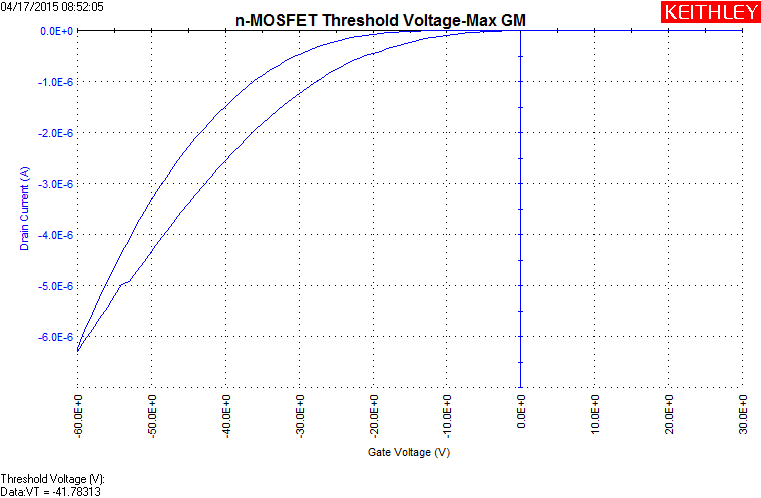 04/17/2015 08:52:05
KEITHLEY
n-MOSFET Threshold Voltage-Max GM
0.0E+0
-1.0E-6
-2.0E-6
-3.0E-6
-4.0E-6
-5.0E-6
-6.0E-6
Drain Current (A)
-60.0E+0
-50.0E+0
-40.0E+0
-30.0E+0
-20.0E+0
-10.0E+0
0.0E+0
10.0E+0
20.0E+0
30.0E+0
Gate Voltage (V)
Threshold Voltage (V):
Data:VT = -41.78313